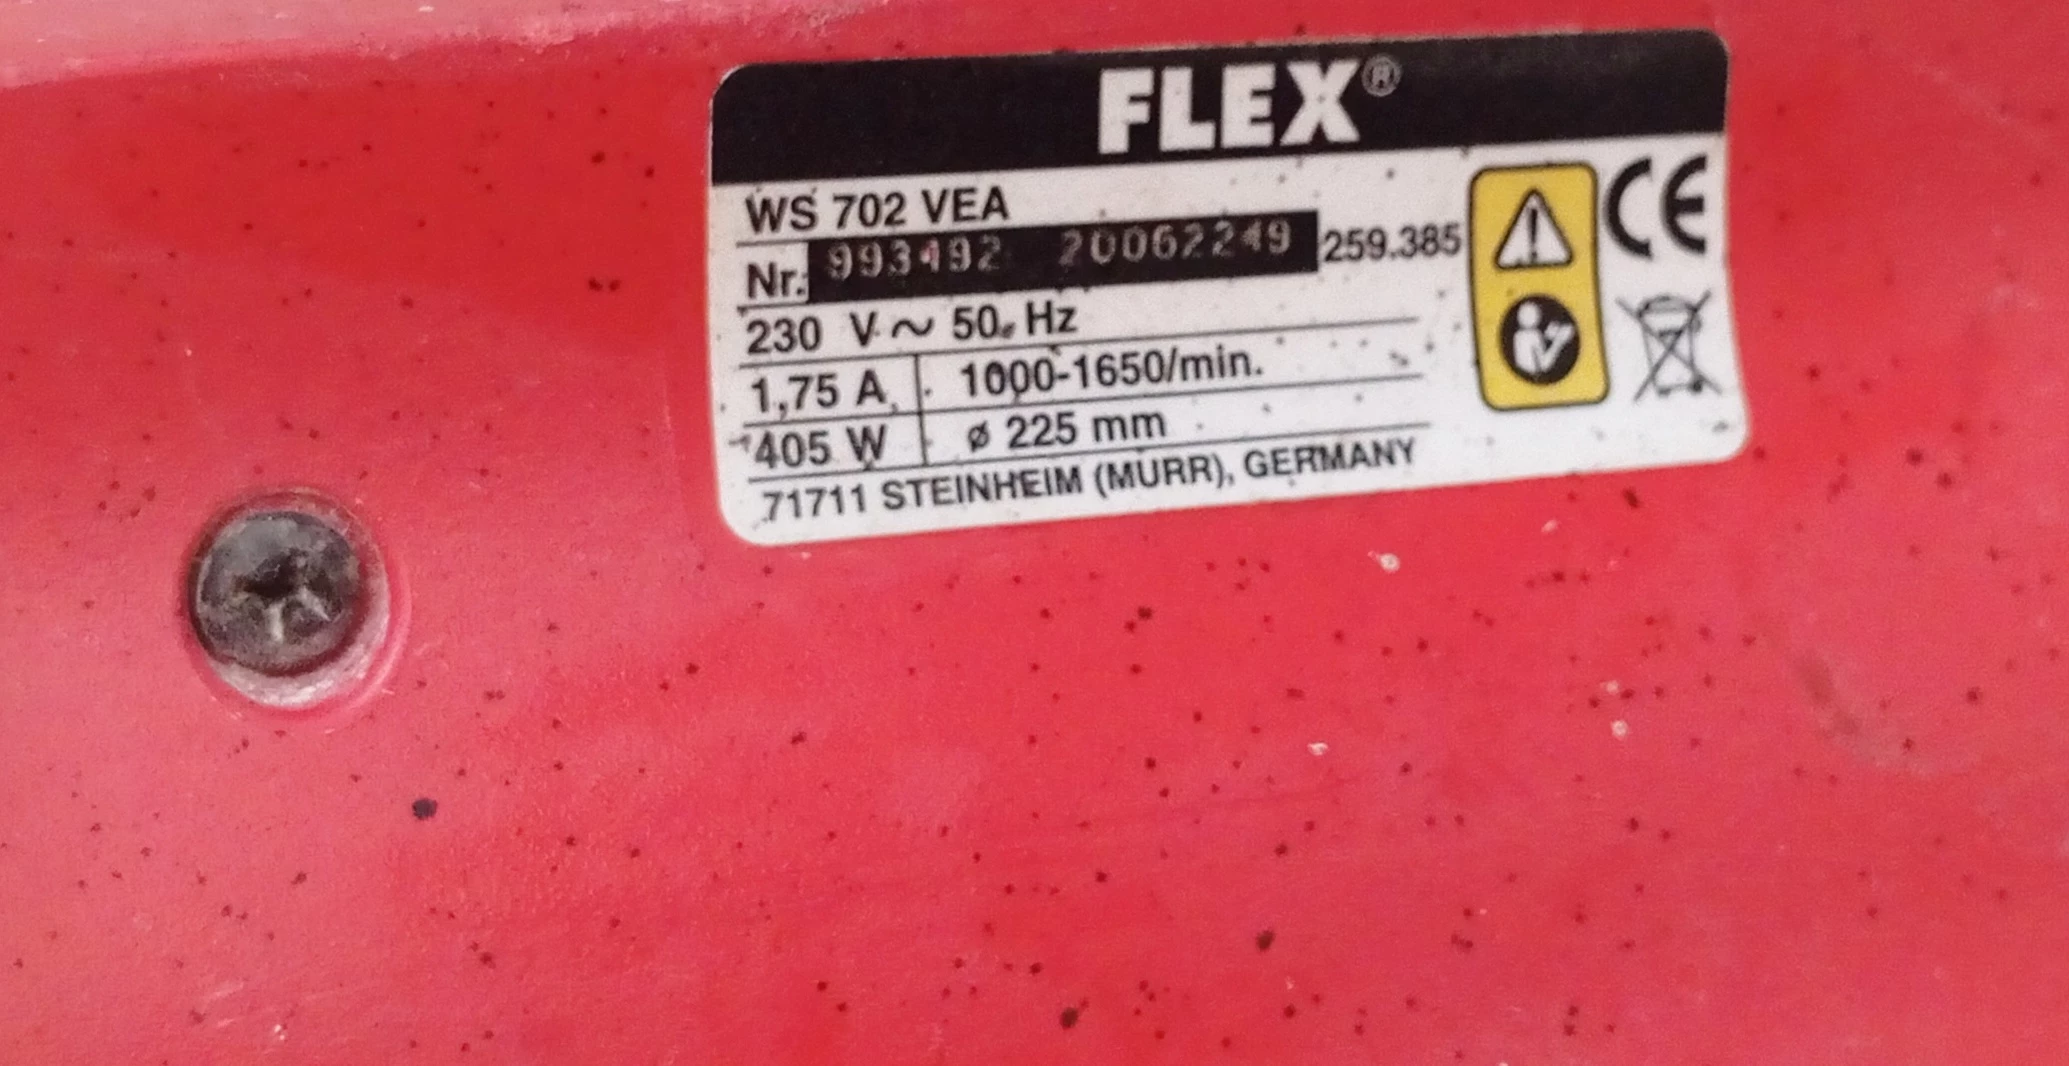 FLEX®
WS 702 VEA
Nr.: 993492 20062249 259.385
CE
230 V ~ 50 Hz
1,75 A 1000-1650/min.
405 W ø 225 mm
71711 STEINHEIM (MURR), GERMANY